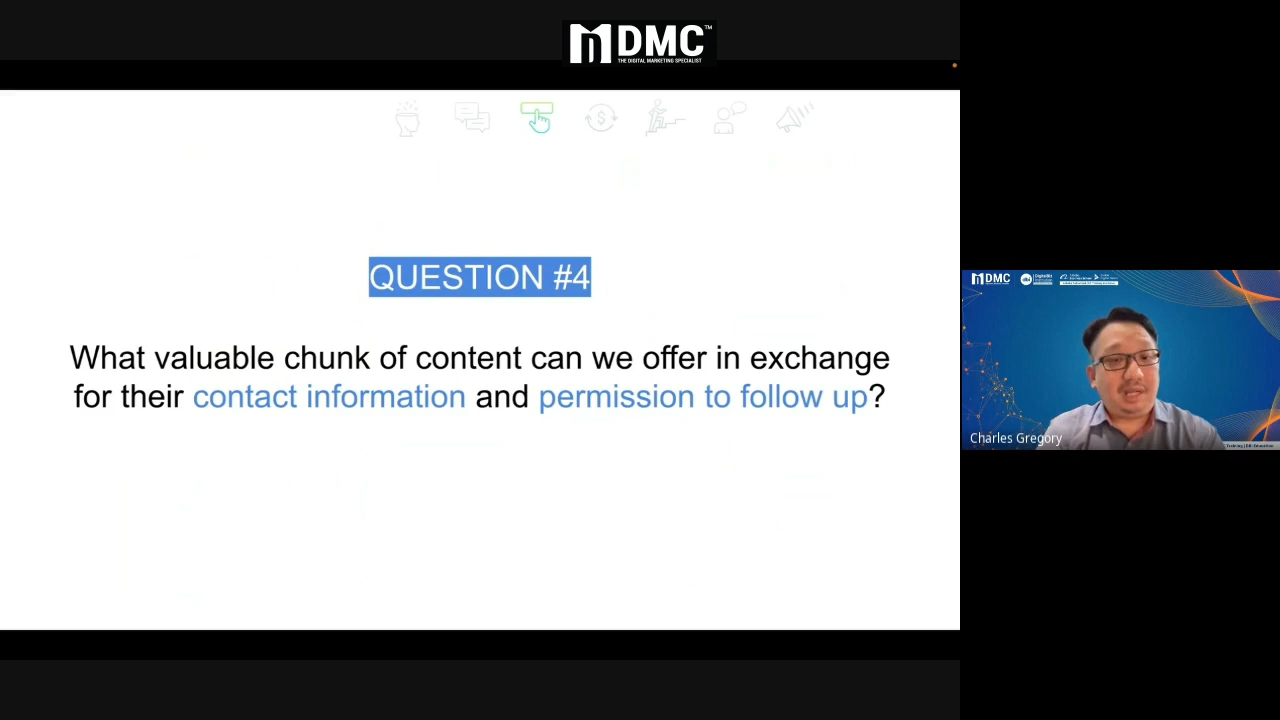 DMC™
THE DIGITAL MARKETING SPECIALIST
QUESTION #4
What valuable chunk of content can we offer in exchange
for their contact information and permission to follow up?
DMC
Charles Gregory